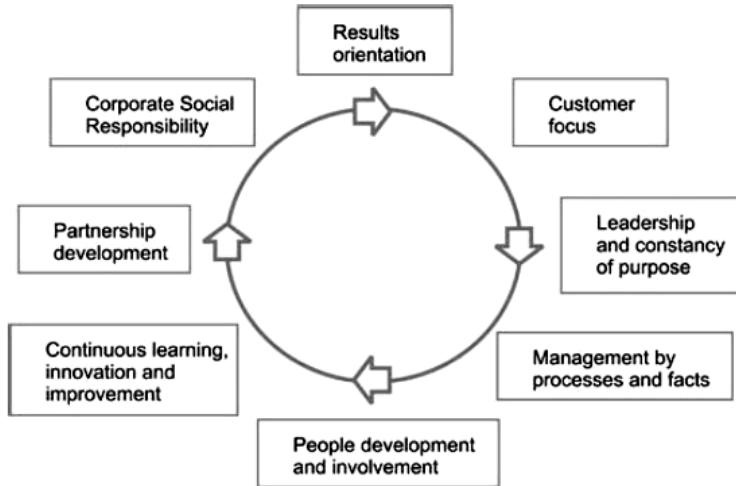 Results
orientation
Customer
focus
Leadership
and constancy
of purpose
Management by
processes and facts
People development
and involvement
Continuous learning,
innovation and
improvement
Partnership
development
Corporate Social
Responsibility